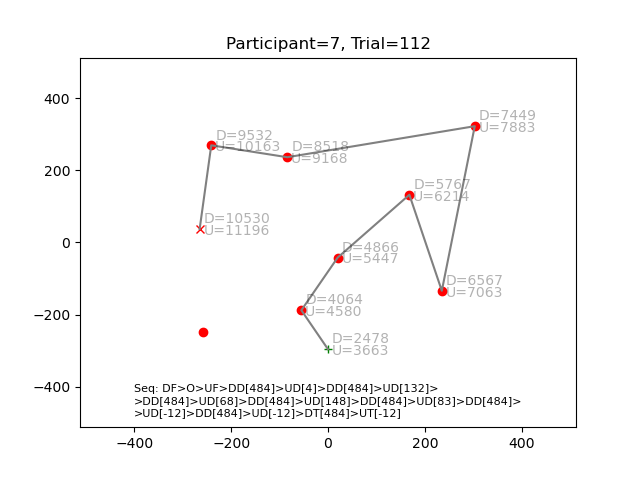 Participant=7, Trial=112
400
200
0
−200
−400
D=7449
U=7883
D=9532
U=10163
D=8518
U=9168
D=5767
U=6214
D=10530
U=11196
D=4866
U=5447
D=6567
U=7063
D=4064
U=4580
D=2478
U=3663
Seq: DF>O>UF>DD[484]>UD[4]>DD[484]>UD[132]>
>DD[484]>UD[68]>DD[484]>UD[148]>DD[484]>UD[83]>DD[484]>
>UD[-12]>DD[484]>UD[-12]>DT[484]>UT[-12]
−400 −200 0 200 400